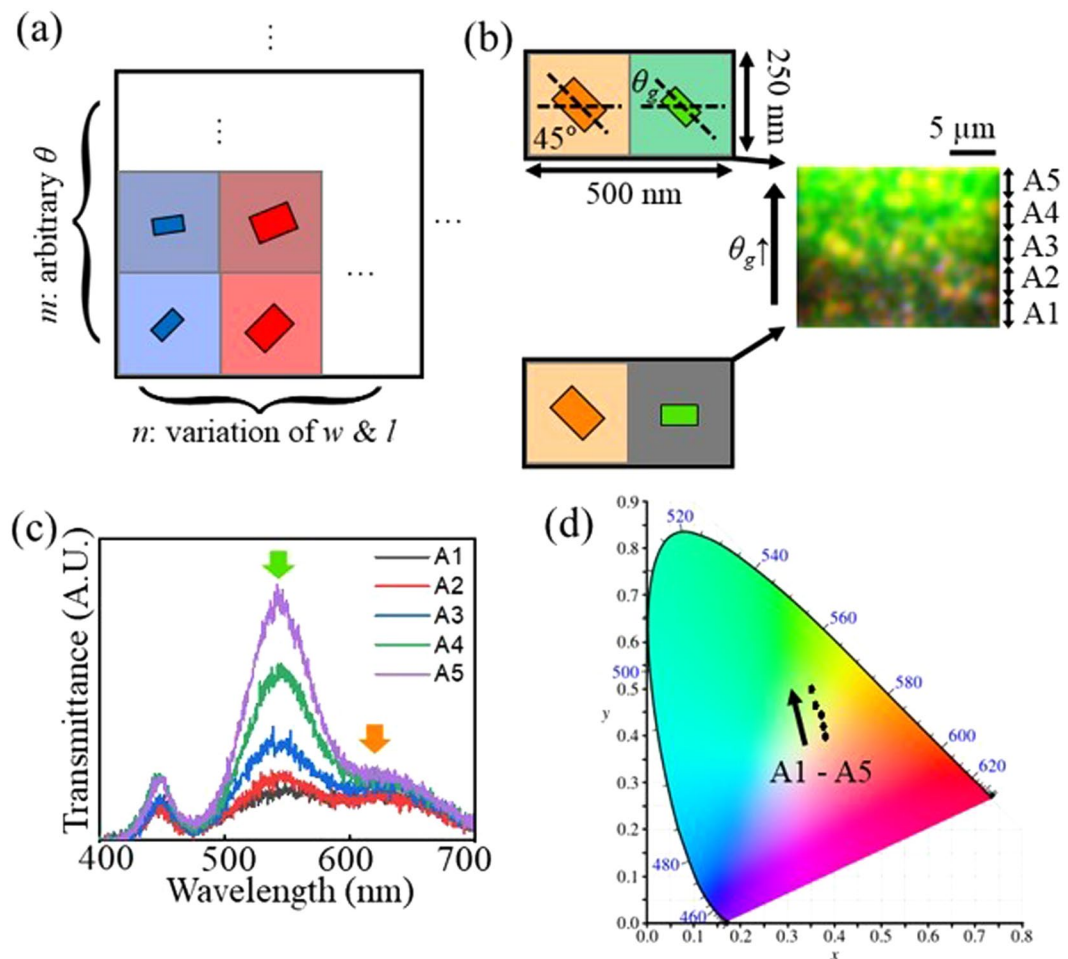 (a)
⋮
m: arbitrary θ
⋮
⋯
⋯
n: variation of w & l
(b)
θg
45°
250 nm
500 nm
5 µm
θg↑
A5
A4
A3
A2
A1
(c)
Transmittance (A.U.)
A1
A2
A3
A4
A5
400
500
600
700
Wavelength (nm)
(d)
0.9
0.8
0.7
0.6
0.5
0.4
0.3
0.2
0.1
0.0
y
520
540
560
580
600
620
500
480
460
A1 - A5
0.0
0.1
0.2
0.3
0.4
0.5
0.6
0.7
0.8
x